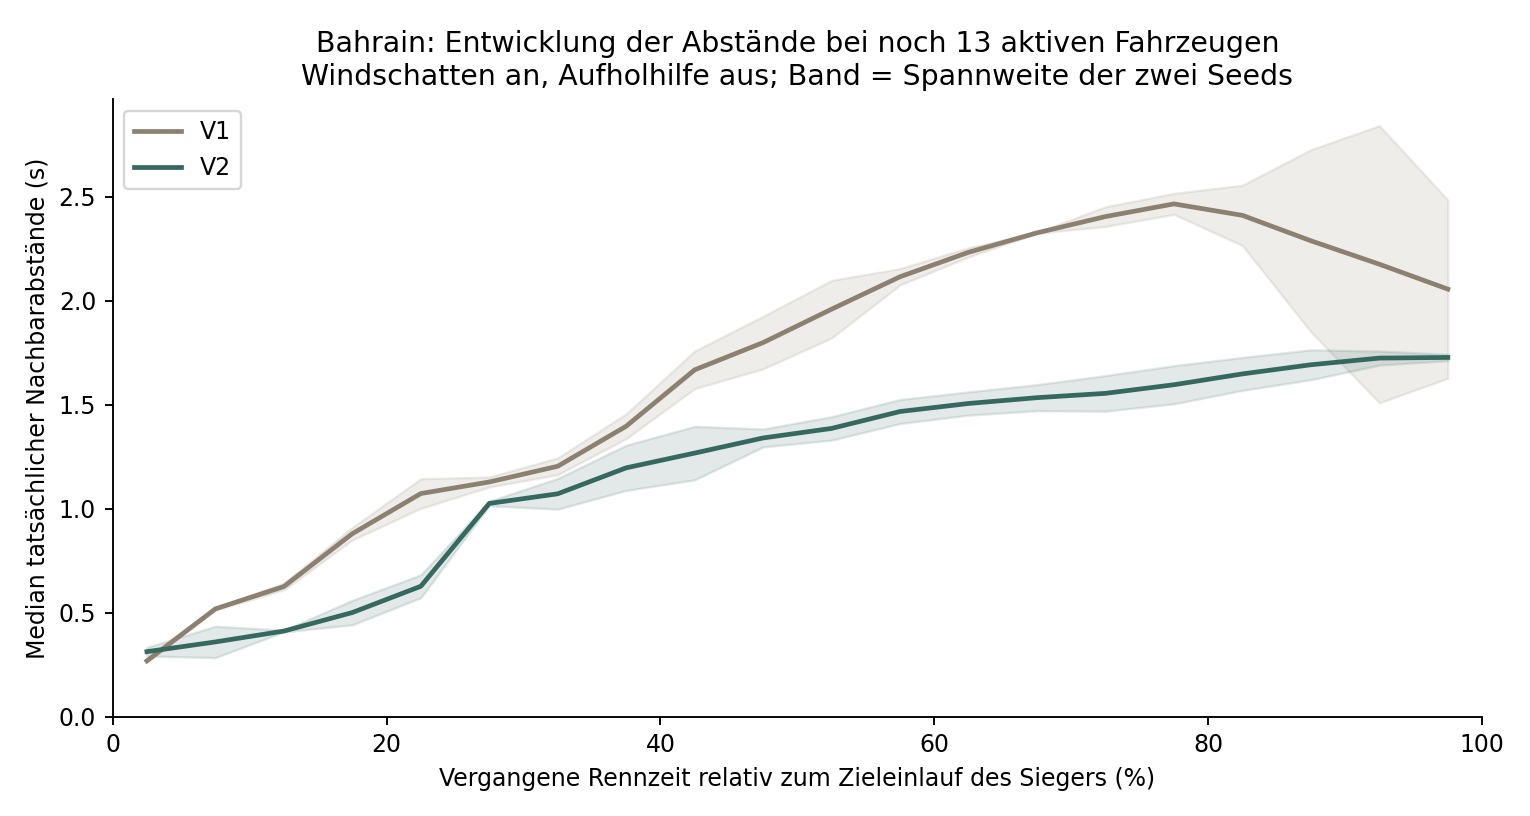 Bahrain: Entwicklung der Abstände bei noch 13 aktiven Fahrzeugen
Windschatten an, Aufholhilfe aus; Band = Spannweite der zwei Seeds
V1
V2
Median tatsächlicher Nachbarabstände (s)
2.5
2.0
1.5
1.0
0.5
0.0
0
20
40
60
80
100
Vergangene Rennzeit relativ zum Zieleinlauf des Siegers (%)